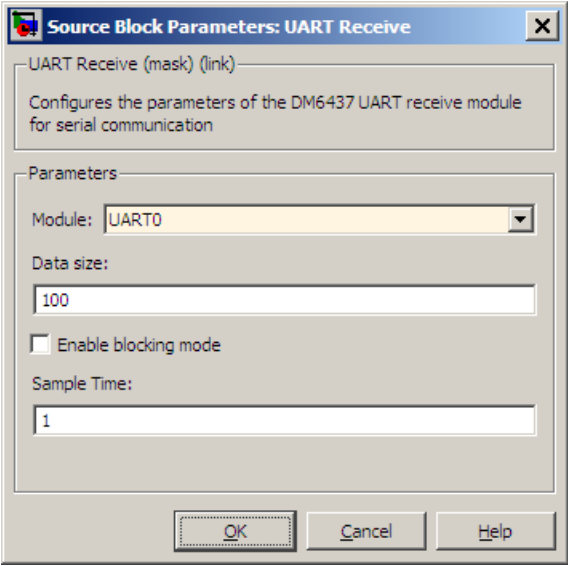 Source Block Parameters: UART Receive
UART Receive (mask) (link)
Configures the parameters of the DM6437 UART receive module
for serial communication
Parameters
Module: UART0
Data size:
100
Enable blocking mode
Sample Time:
1
OK Cancel Help